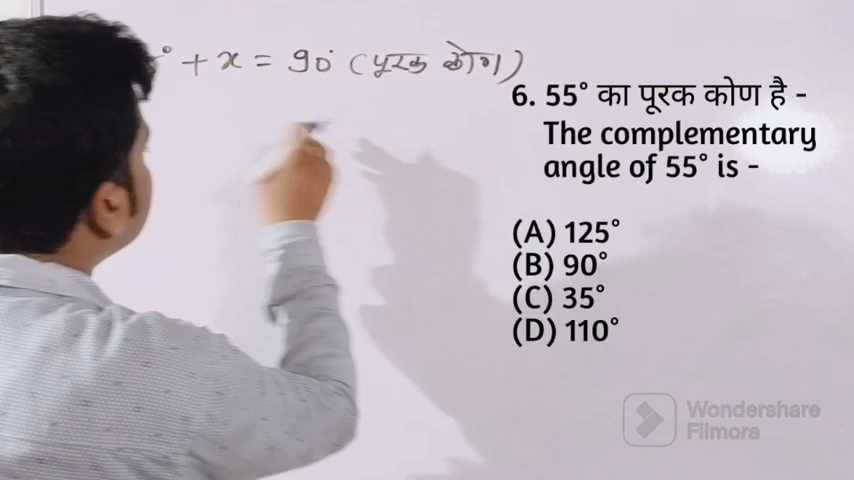 ° + x = 90° (पूरक कोण)
6. 55° का पूरक कोण है -
The complementary
angle of 55° is -
(A) 125°
(B) 90°
(C) 35°
(D) 110°
Wondershare
Filmora